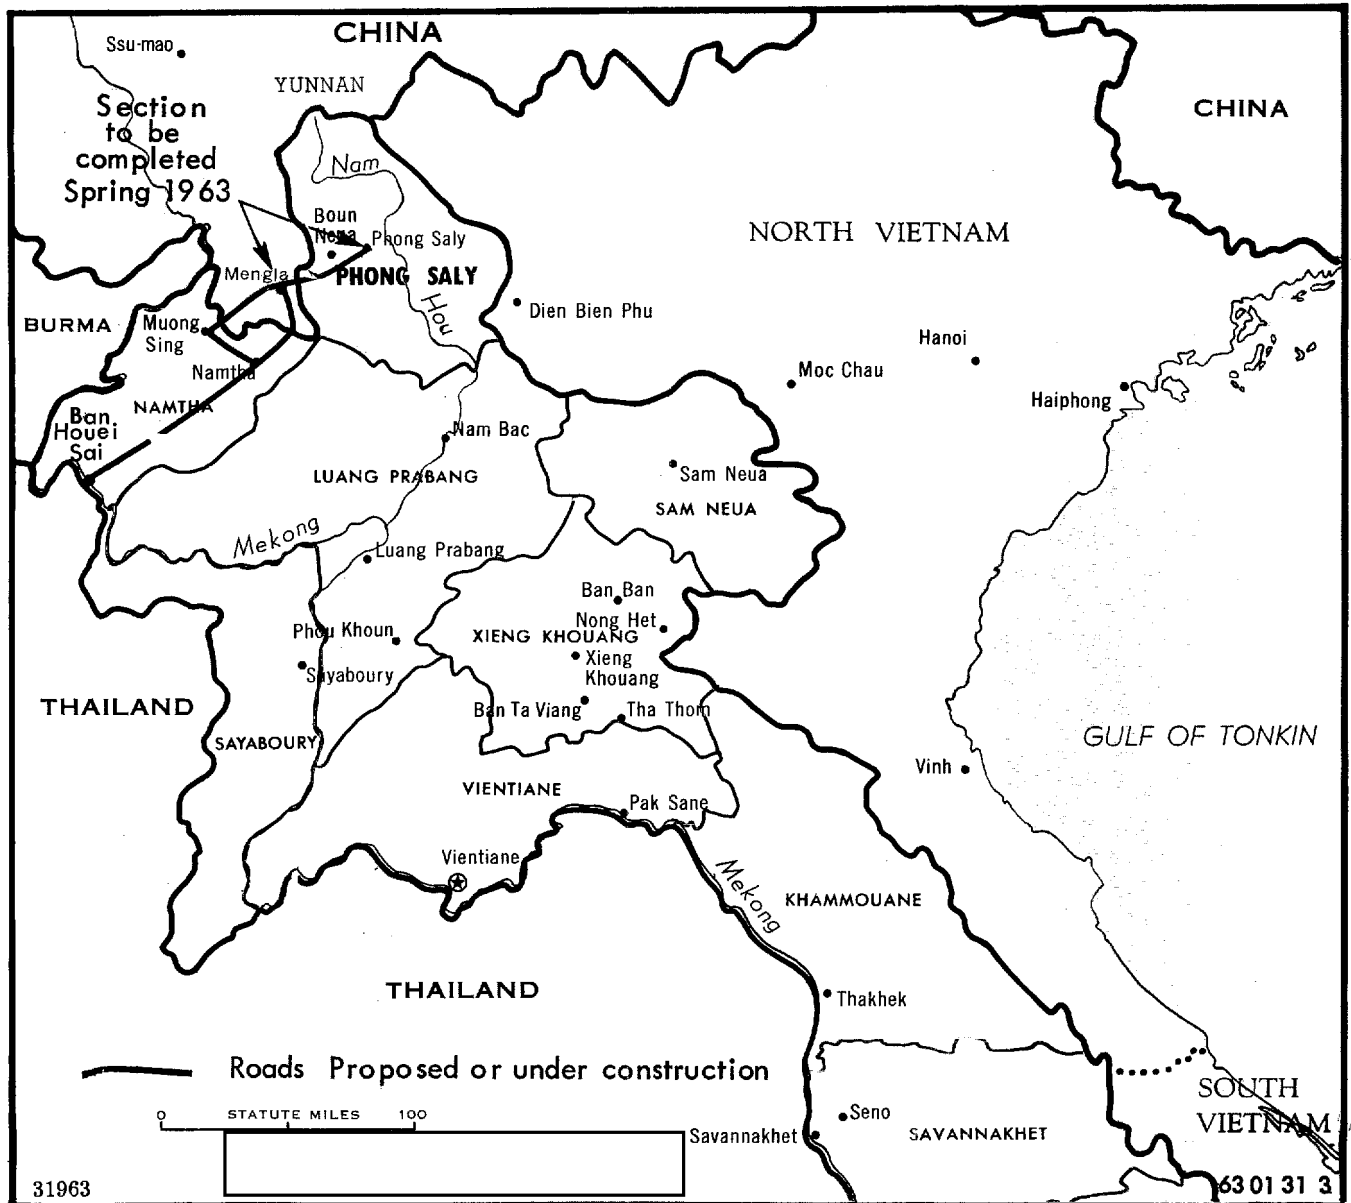 CHINA
Ssu-mao
YUNNAN
Section
to be
completed
Spring 1963
CHINA
Nam
Boun
Neua
Phong Saly
NORTH VIETNAM
Mengla
PHONG SALY
Hou
Dien Bien Phu
BURMA
Muong
Sing
Hanoi
Namtha
Moc Chau
Haiphong
NAMTHA
Ban
Houei
Sai
Nam Bac
LUANG PRABANG
Sam Neua
SAM NEUA
Mekong
Luang Prabang
Ban Ban
Nong Het
Phou Khoun
XIENG KHOUANG
Xieng
Khouang
Sayaboury
THAILAND
Ban Ta Viang
Tha Thom
SAYABOURY
GULF OF TONKIN
Vinh
VIENTIANE
Pak Sane
Vientiane
Mekong
KHAMMOUANE
THAILAND
Thakhek
Roads Proposed or under construction
SOUTH
VIETNAM
0 STATUTE MILES 100
Seno
Savannakhet
SAVANNAKHET
31963
63 01 31 3